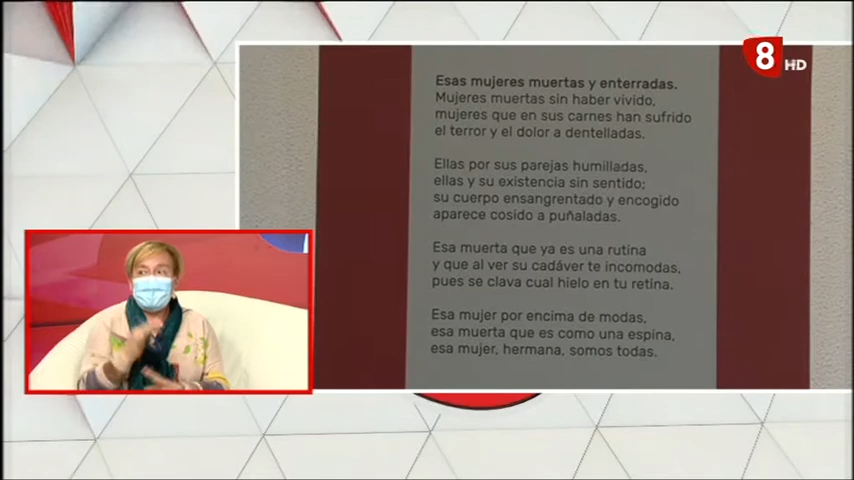 8 HD
Esas mujeres muertas y enterradas.
Mujeres muertas sin haber vivido,
mujeres que en sus carnes han sufrido
el terror y el dolor a dentelladas.
Ellas por sus parejas humilladas,
ellas y su existencia sin sentido;
su cuerpo ensangrentado y encogido
aparece cosido a puñaladas.
Esa muerta que ya es una rutina
y que al ver su cadáver te incomodas,
pues se clava cual hielo en tu retina.
Esa mujer por encima de modas,
esa muerta que es como una espina,
esa mujer, hermana, somos todas.